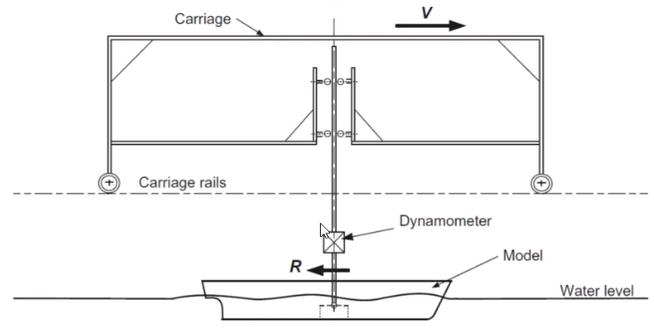 Carriage
V
Carriage rails
Dynamometer
R
Model
Water level